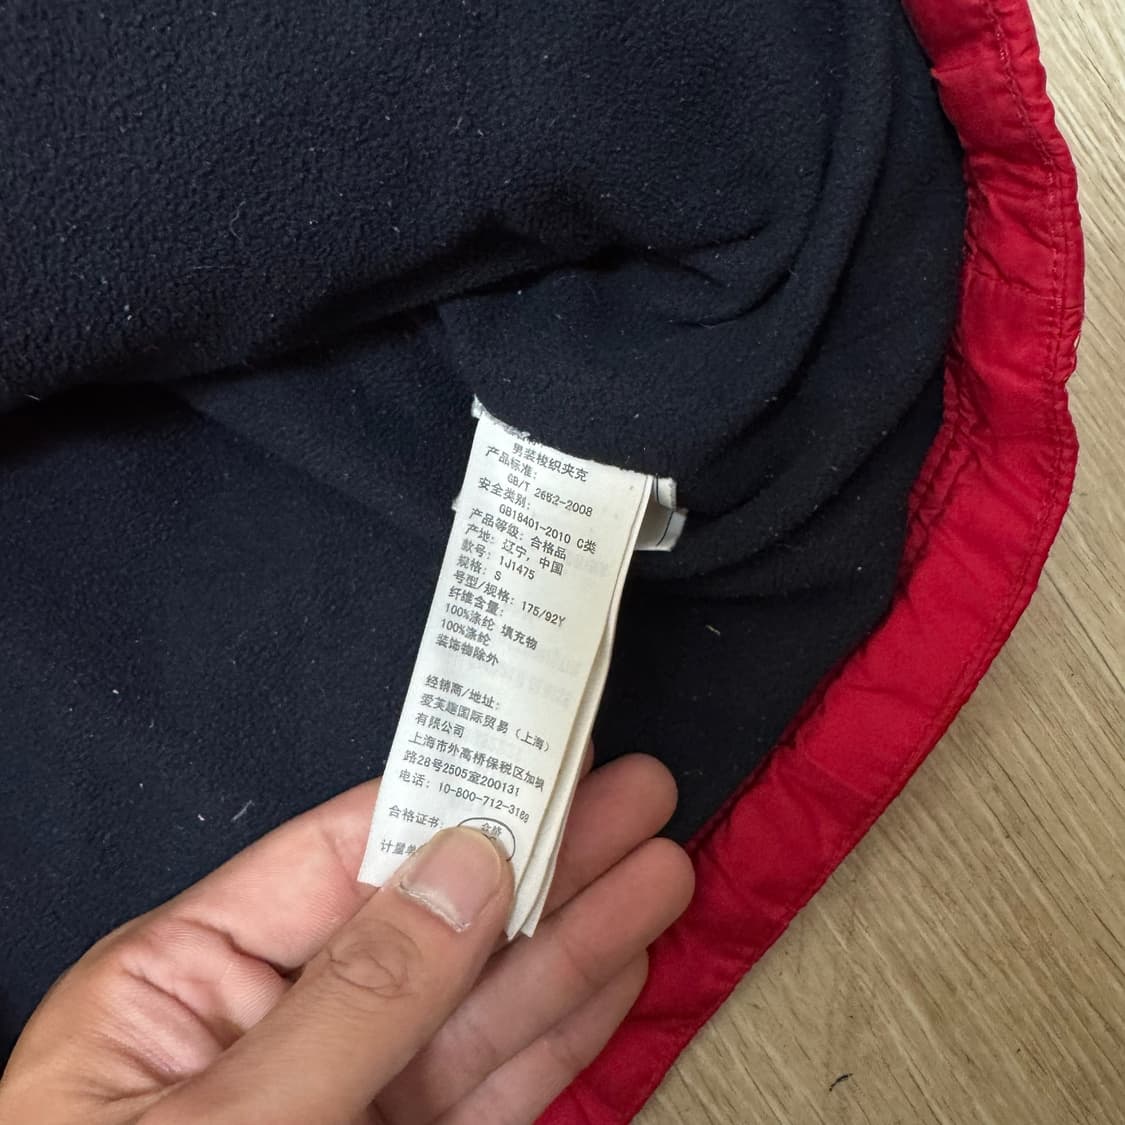 男装梭织夹克
产品标准:
GB/T 2662-2008
安全类别:
GB18401-2010 C类
产品等级: 合格品
产地: 辽宁, 中国
款号: 1J1475
规格: S
号型/规格: 175/92Y
纤维含量:
100%涤纶 填充物
100%涤纶
装饰物除外
经销商/地址:
爱芙趣国际贸易（上海）
有限公司
上海市外高桥保税区加枫
路28号2505室200131
电话: 10-800-712-3169
合格证书: 合格
计量单